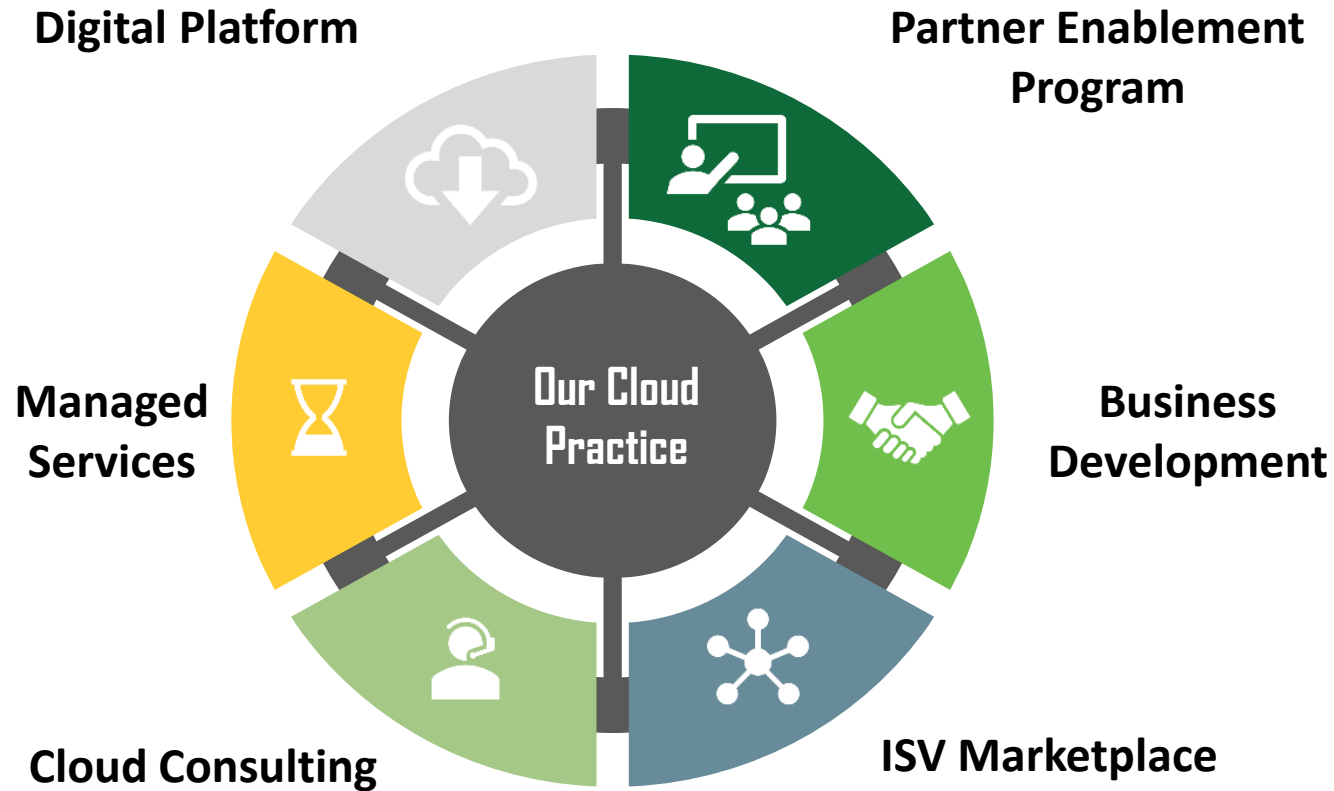 Digital Platform
Partner Enablement
Program
Managed
Services
Our Cloud
Practice
Business
Development
Cloud Consulting
ISV Marketplace